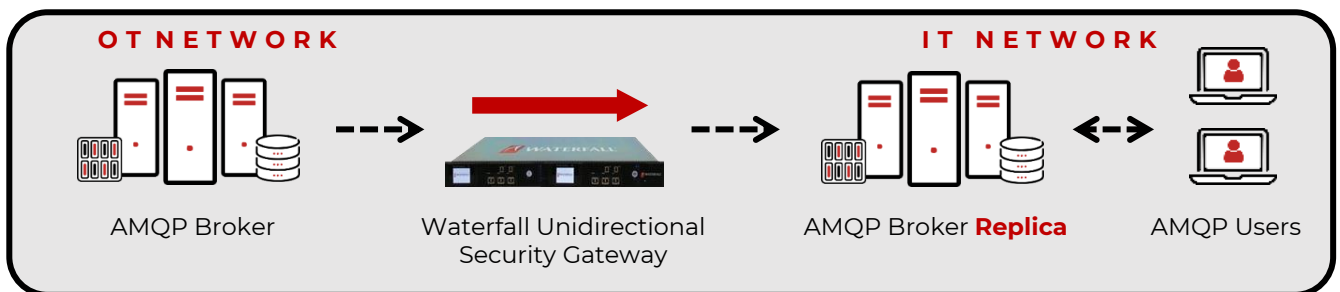 OT NETWORK
IT NETWORK
WATERFALL
AMQP Broker
Waterfall Unidirectional
Security Gateway
AMQP Broker Replica
AMQP Users